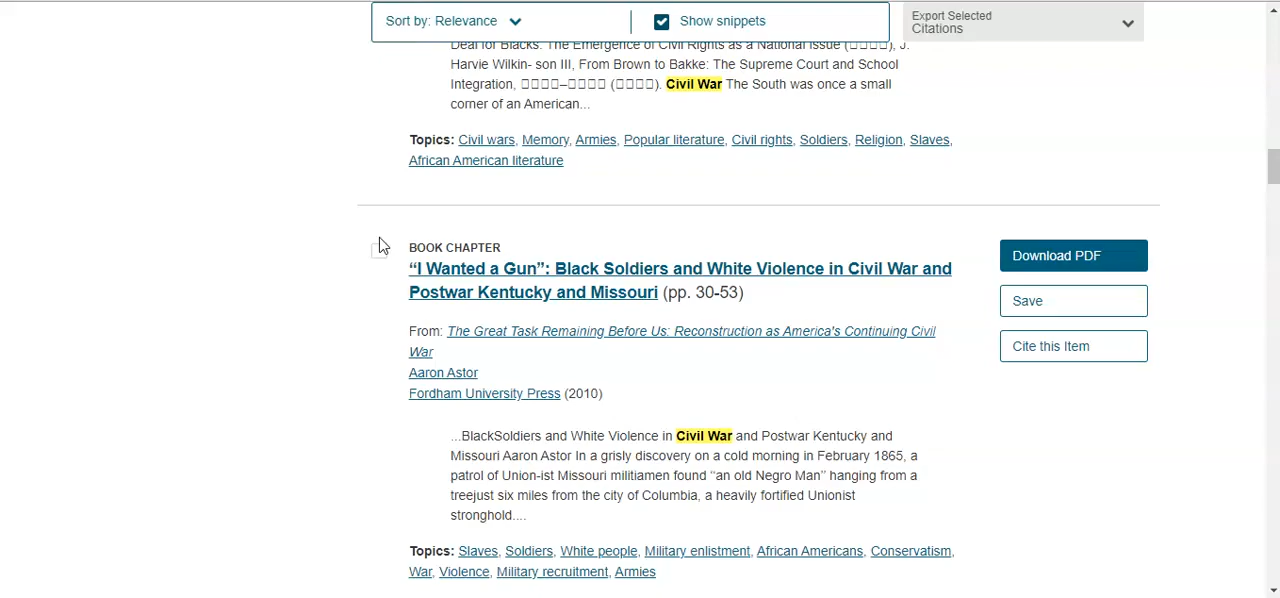 Sort by: Relevance
Show snippets
Export Selected
Citations
Deal for Blacks: The Emergence of Civil Rights as a National Issue (□□□□), J.
Harvie Wilkin- son III, From Brown to Bakke: The Supreme Court and School
Integration, □□□□–□□□□ (□□□□). Civil War The South was once a small
corner of an American...
Topics: Civil wars, Memory, Armies, Popular literature, Civil rights, Soldiers, Religion, Slaves,
African American literature
BOOK CHAPTER
“I Wanted a Gun”: Black Soldiers and White Violence in Civil War and
Postwar Kentucky and Missouri (pp. 30-53)
Download PDF
Save
Cite this Item
From: The Great Task Remaining Before Us: Reconstruction as America's Continuing Civil
War
Aaron Astor
Fordham University Press (2010)
...BlackSoldiers and White Violence in Civil War and Postwar Kentucky and
Missouri Aaron Astor In a grisly discovery on a cold morning in February 1865, a
patrol of Union-ist Missouri militiamen found “an old Negro Man” hanging from a
treejust six miles from the city of Columbia, a heavily fortified Unionist
stronghold....
Topics: Slaves, Soldiers, White people, Military enlistment, African Americans, Conservatism,
War, Violence, Military recruitment, Armies